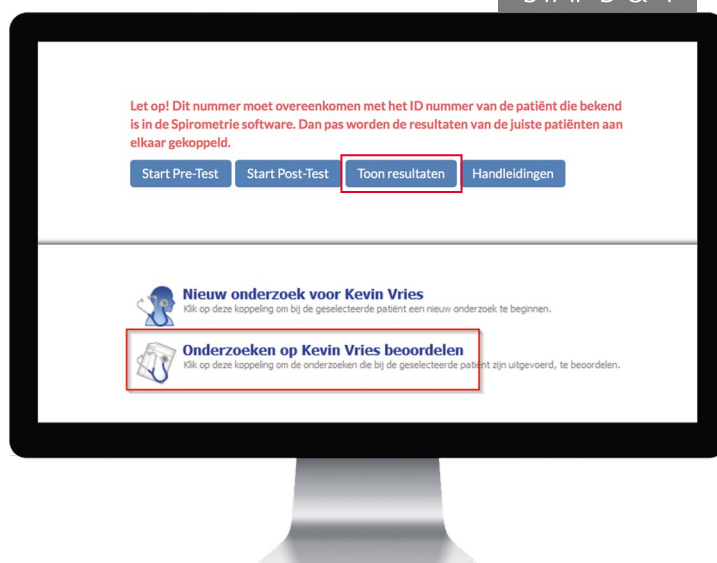 Let op! Dit nummer moet overeenkomen met het ID nummer van de patiënt die bekend
is in de Spirometrie software. Dan pas worden de resultaten van de juiste patiënten aan
elkaar gekoppeld.
Start Pre-Test Start Post-Test Toon resultaten Handleidingen
Nieuw onderzoek voor Kevin Vries
Klik op deze koppeling om bij de geselecteerde patiënt een nieuw onderzoek te beginnen.
Onderzoeken op Kevin Vries beoordelen
Klik op deze koppeling om de onderzoeken die bij de geselecteerde patiënt zijn uitgevoerd, te beoordelen.